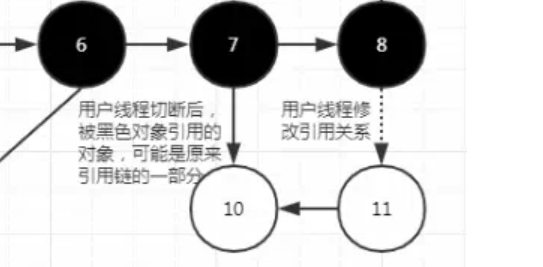 6
7
8
用户线程切断后，
被黑色对象引用的
对象，可能是原来
引用链的一部分
用户线程修
改引用关系
10
11